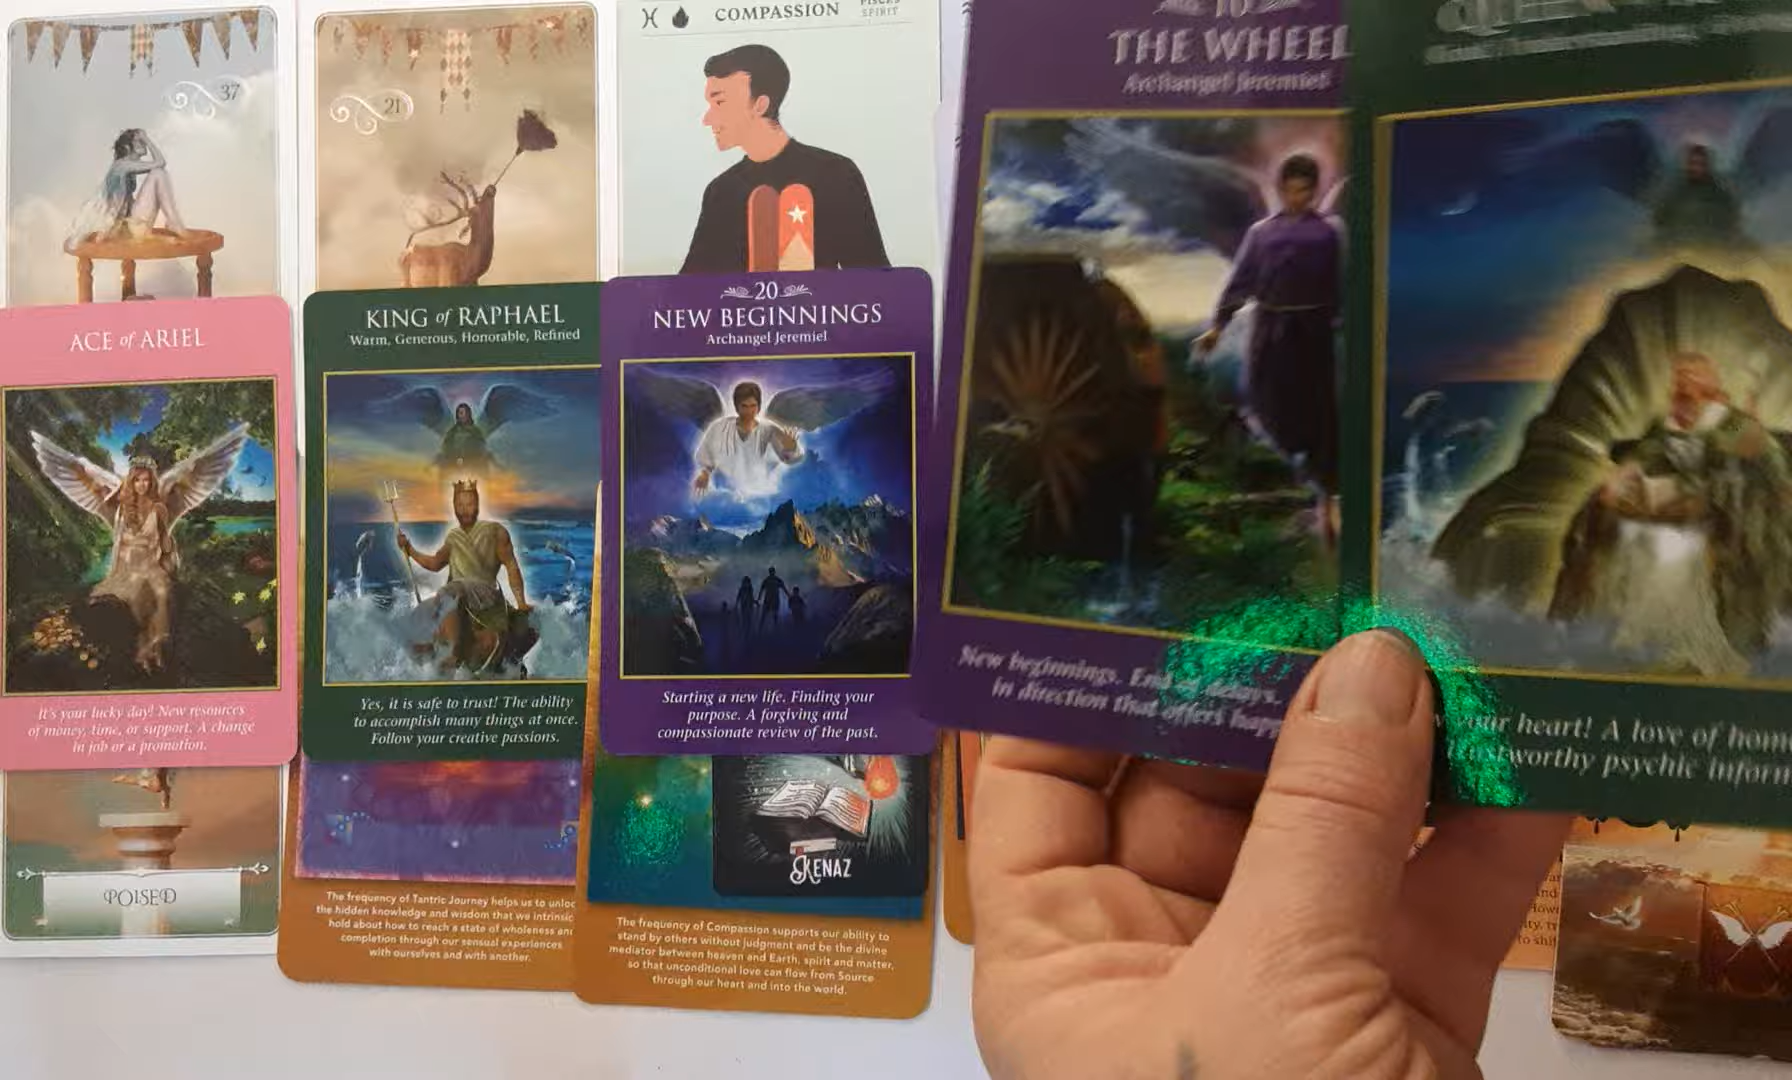 37
21
COMPASSION
PISCES
SPIRIT
10
THE WHEEL
Archangel Jeremiel
ACE of ARIEL
KING of RAPHAEL
Warm, Generous, Honorable, Refined
20
NEW BEGINNINGS
Archangel Jeremiel
It's your lucky day! New resources
of money, time, or support. A change
in job or a promotion.
Yes, it is safe to trust! The ability
to accomplish many things at once.
Follow your creative passions.
Starting a new life. Finding your
purpose. A forgiving and
compassionate review of the past.
New beginnings. End of delays.
in direction that offers happ
your heart! A love of hom
trustworthy psychic inform
KENAZ
POISED
The frequency of Tantric Journey helps us to unloc
the hidden knowledge and wisdom that we intrinsic
hold about how to reach a state of wholeness and
completion through our sensual experiences
with ourselves and with another.
The frequency of Compassion supports our ability to
stand by others without judgment and be the divine
mediator between heaven and Earth, spirit and matter,
so that unconditional love can flow from Source
through our heart and into the world.
to shif